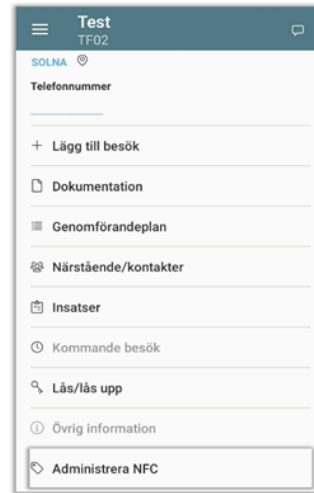 Test
TF02
SOLNA
Telefonnummer
Lägg till besök
Dokumentation
Genomförandeplan
Närstående/kontakter
Insatser
Kommande besök
Lås/lås upp
Övrig information
Administrera NFC